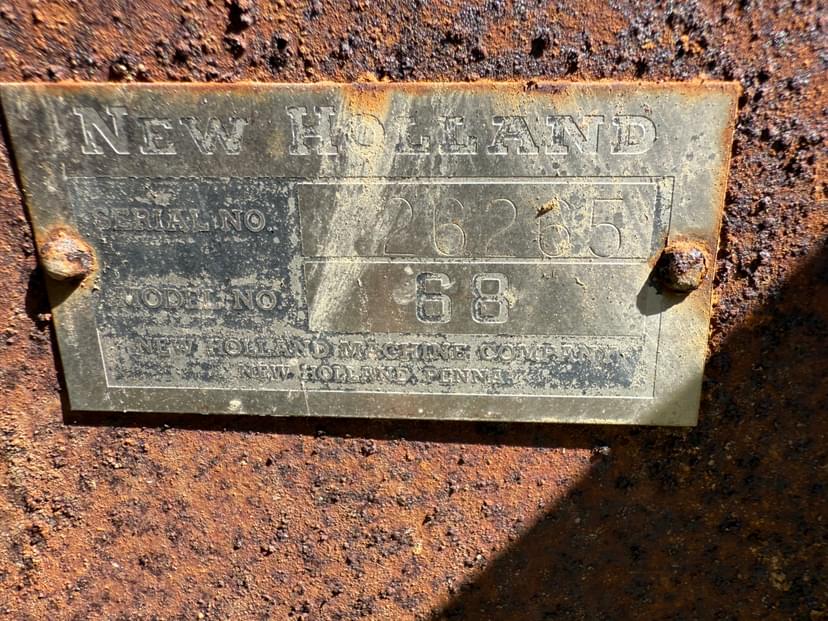 NEW HOLLAND
SERIAL NO. 26265
MODEL NO. 68
NEW HOLLAND MACHINE COMPANY
NEW HOLLAND, PENNA.